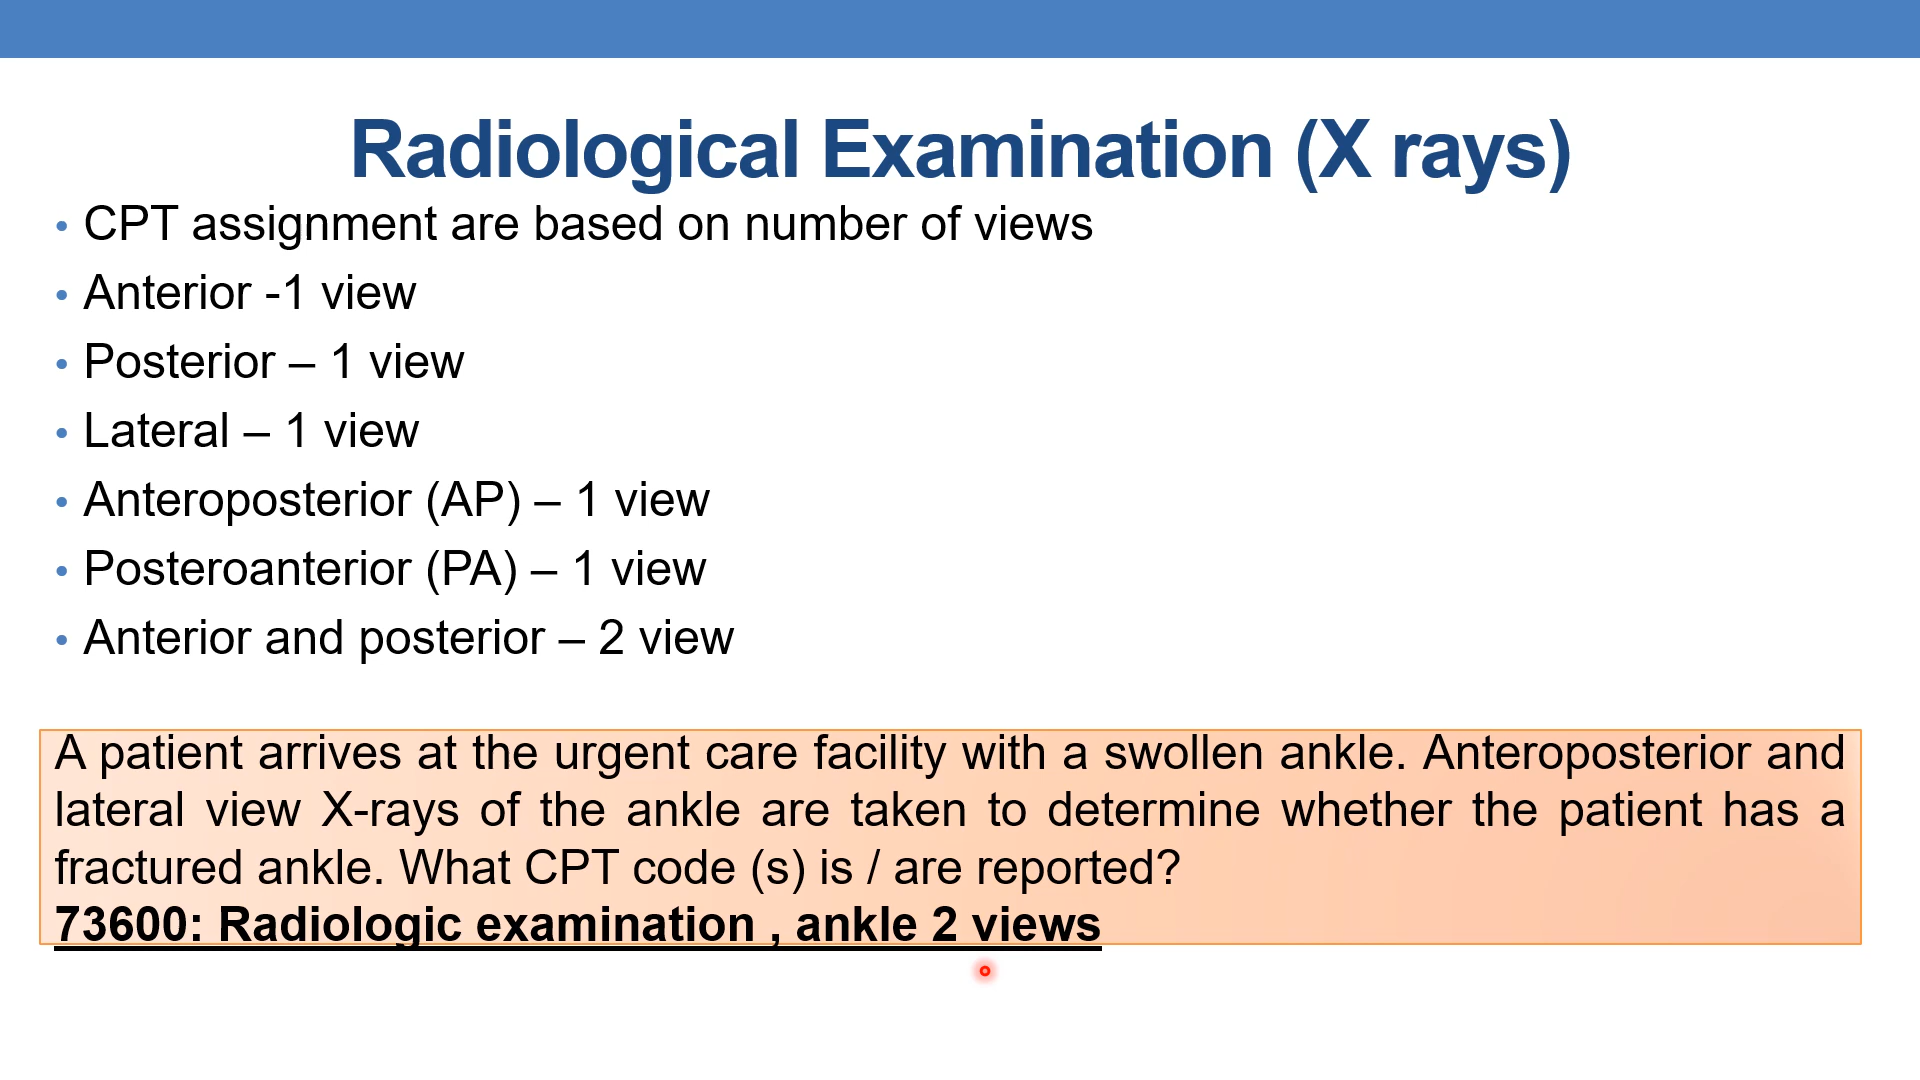 Radiological Examination (X rays)
• CPT assignment are based on number of views
• Anterior -1 view
• Posterior – 1 view
• Lateral – 1 view
• Anteroposterior (AP) – 1 view
• Posteroanterior (PA) – 1 view
• Anterior and posterior – 2 view
A patient arrives at the urgent care facility with a swollen ankle. Anteroposterior and
lateral view X-rays of the ankle are taken to determine whether the patient has a
fractured ankle. What CPT code (s) is / are reported?
73600: Radiologic examination , ankle 2 views